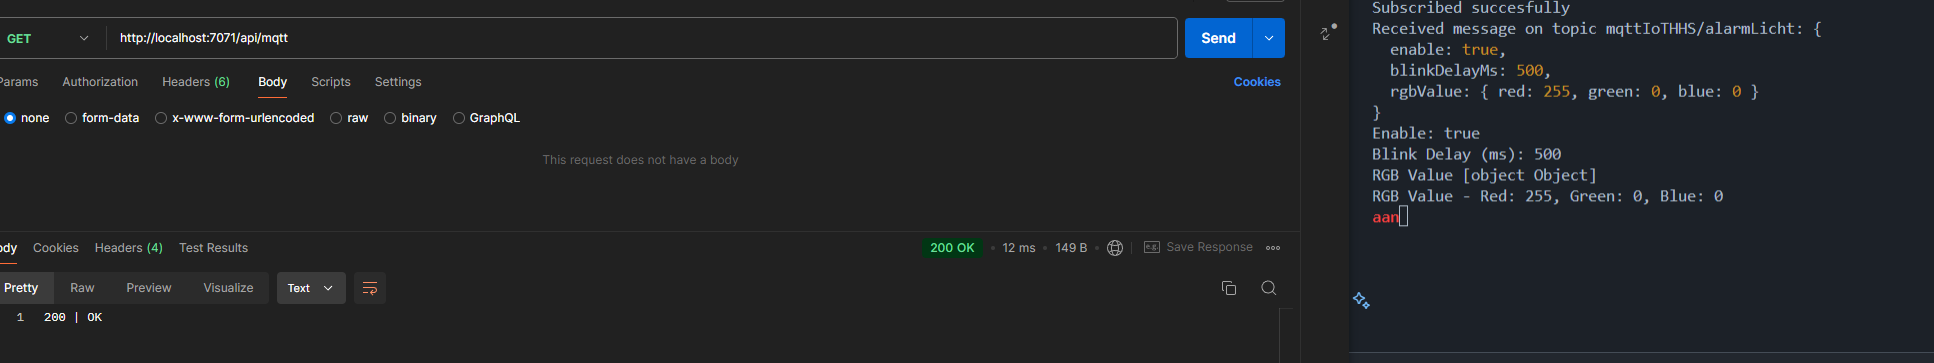 GET http://localhost:7071/api/mqtt Send
Params Authorization Headers (6) Body Scripts Settings Cookies
none form-data x-www-form-urlencoded raw binary GraphQL
This request does not have a body
Body Cookies Headers (4) Test Results 200 OK • 12 ms • 149 B e.g. Save Response
Pretty Raw Preview Visualize Text
1 200 | OK
Subscribed succesfully
Received message on topic mqttIoTHHS/alarmLicht: {
enable: true,
blinkDelayMs: 500,
rgbValue: { red: 255, green: 0, blue: 0 }
}
Enable: true
Blink Delay (ms): 500
RGB Value [object Object]
RGB Value - Red: 255, Green: 0, Blue: 0
aan